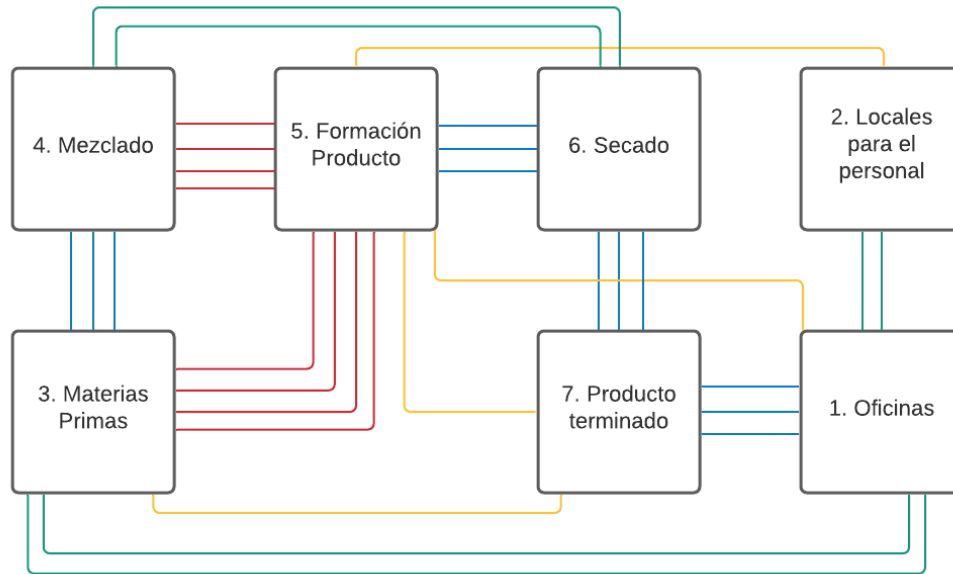 4. Mezclado
5. Formación
Producto
6. Secado
2. Locales
para el
personal
3. Materias
Primas
7. Producto
terminado
1. Oficinas